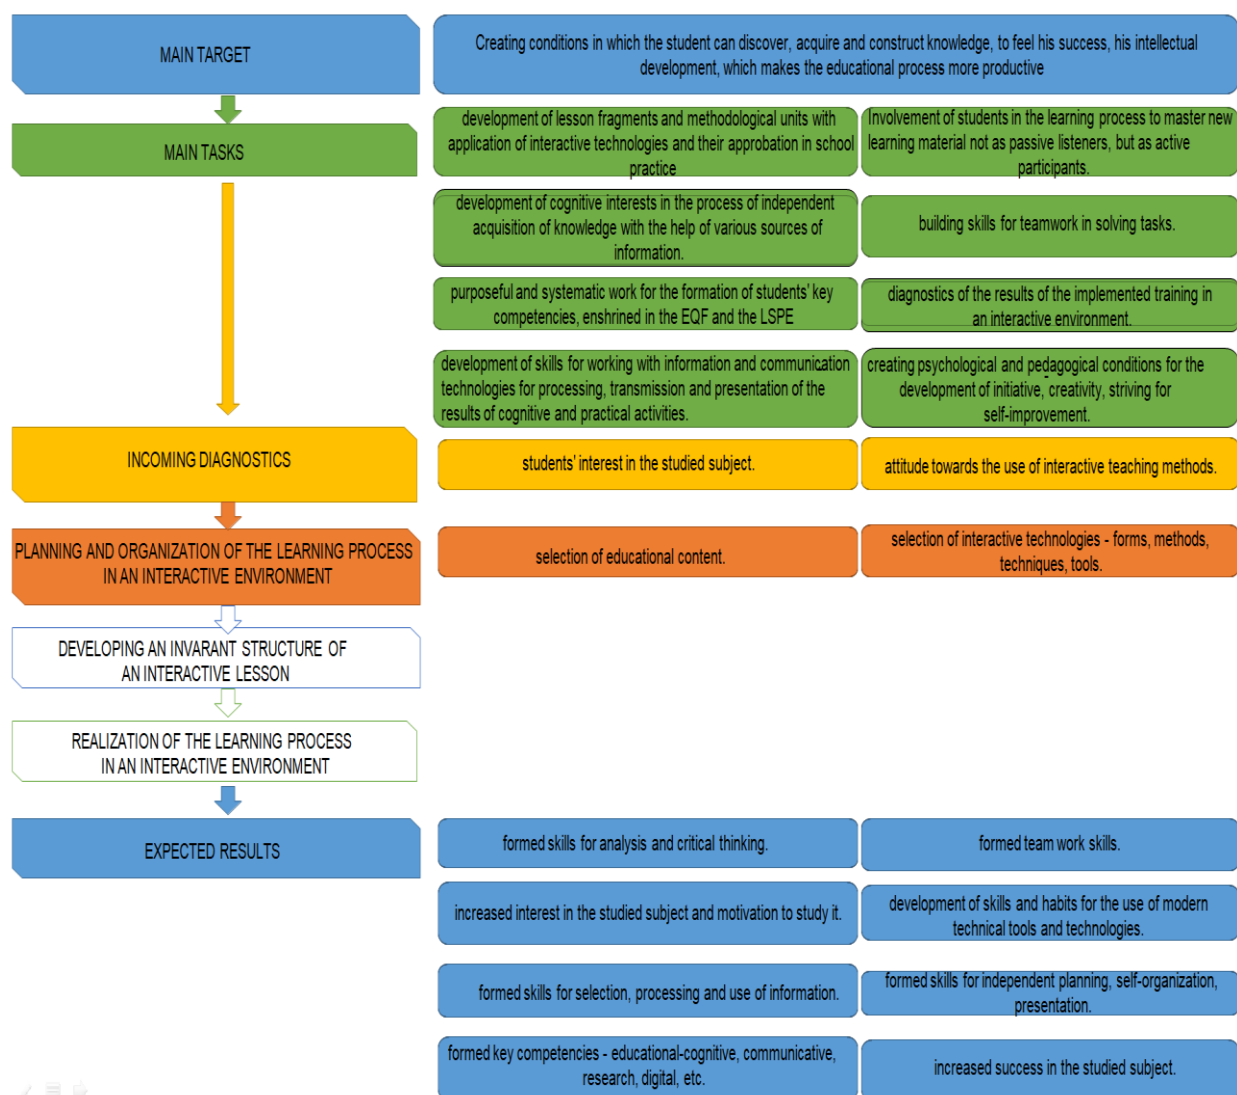 MAIN TARGET
Creating conditions in which the student can discover, acquire and construct knowledge, to feel his success, his intellectual
development, which makes the educational process more productive
MAIN TASKS
development of lesson fragments and methodological units with
application of interactive technologies and their approbation in school
practice
Involvement of students in the learning process to master new
learning material not as passive listeners, but as active
participants.
development of cognitive interests in the process of independent
acquisition of knowledge with the help of various sources of
information.
building skills for teamwork in solving tasks.
purposeful and systematic work for the formation of students' key
competencies, enshrined in the EQF and the LSPE
diagnostics of the results of the implemented training in
an interactive environment.
development of skills for working with information and communication
technologies for processing, transmission and presentation of the
results of cognitive and practical activities.
creating psychological and pedagogical conditions for the
development of initiative, creativity, striving for
self-improvement.
INCOMING DIAGNOSTICS
students' interest in the studied subject.
attitude towards the use of interactive teaching methods.
PLANNING AND ORGANIZATION OF THE LEARNING PROCESS
IN AN INTERACTIVE ENVIRONMENT
selection of educational content.
selection of interactive technologies - forms, methods,
techniques, tools.
DEVELOPING AN INVARANT STRUCTURE OF
AN INTERACTIVE LESSON
REALIZATION OF THE LEARNING PROCESS
IN AN INTERACTIVE ENVIRONMENT
EXPECTED RESULTS
formed skills for analysis and critical thinking.
formed team work skills.
increased interest in the studied subject and motivation to study it.
development of skills and habits for the use of modern
technical tools and technologies.
formed skills for selection, processing and use of information.
formed skills for independent planning, self-organization,
presentation.
formed key competencies - educational-cognitive, communicative,
research, digital, etc.
increased success in the studied subject.